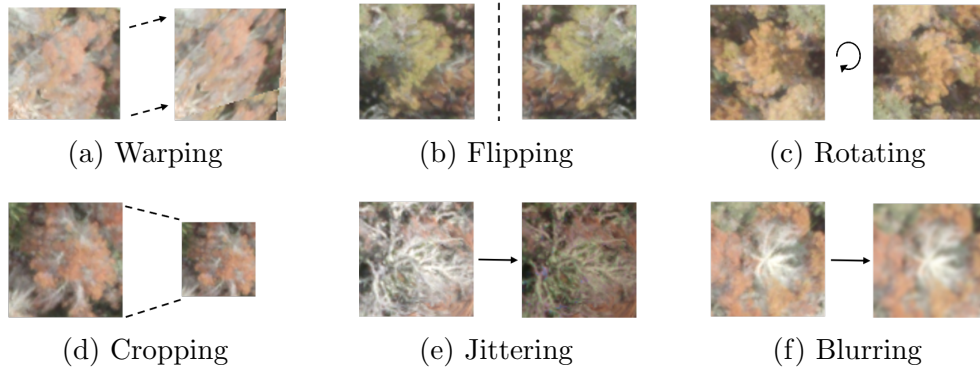 (a) Warping
(b) Flipping
(c) Rotating
(d) Cropping
(e) Jittering
(f) Blurring